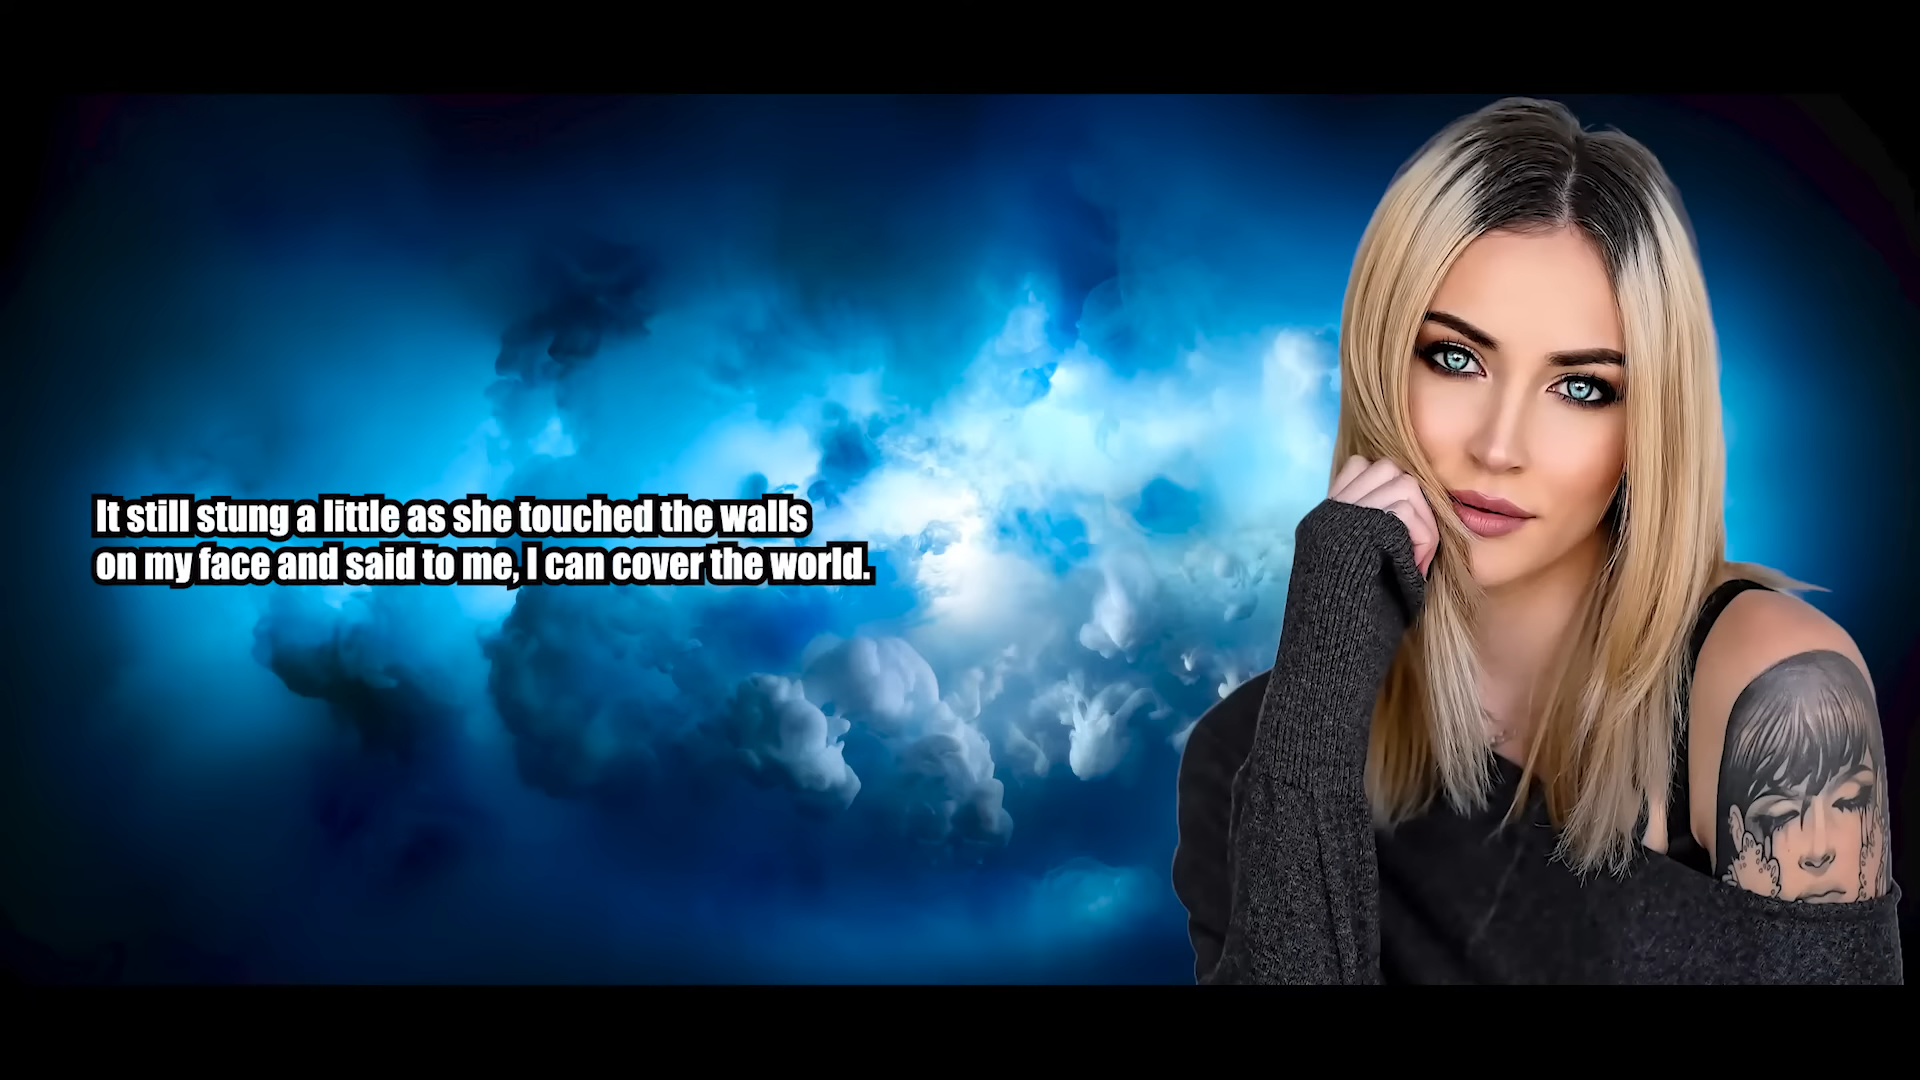 It still stung a little as she touched the walls
on my face and said to me, I can cover the world.